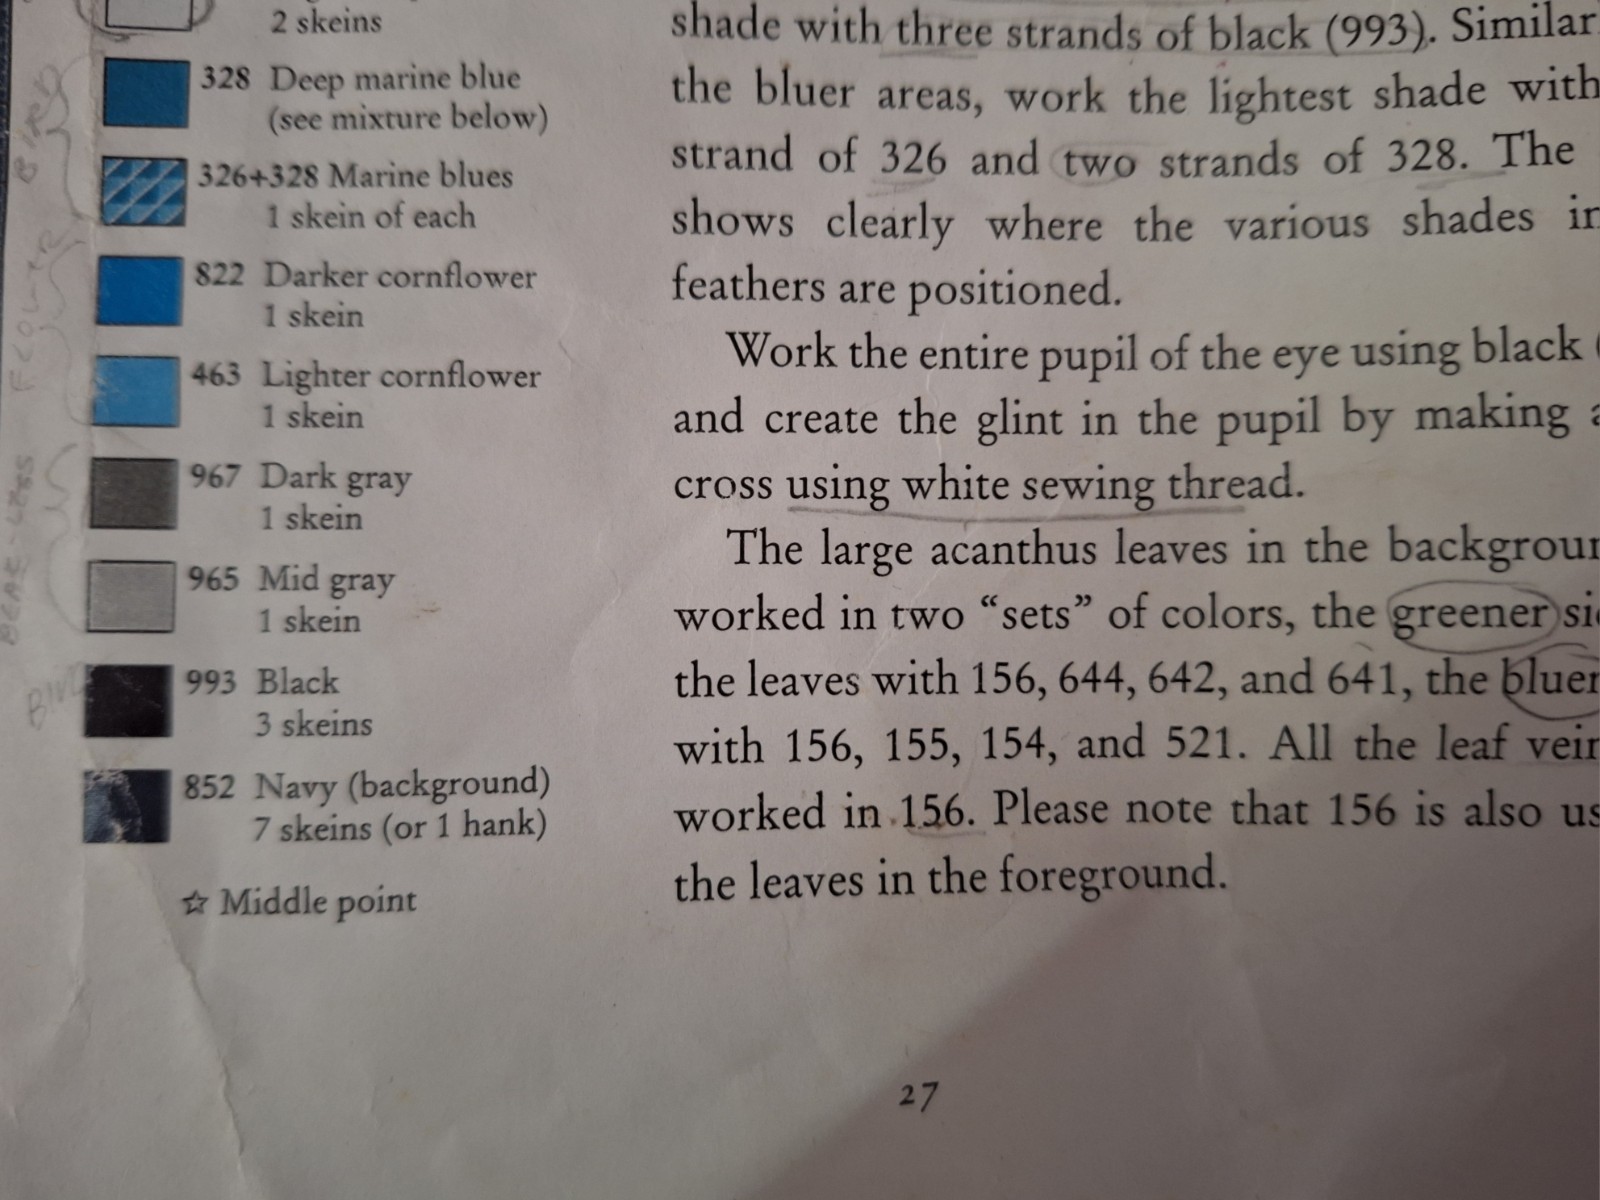 2 skeins
328 Deep marine blue
(see mixture below)
326+328 Marine blues
1 skein of each
822 Darker cornflower
1 skein
463 Lighter cornflower
1 skein
967 Dark gray
1 skein
965 Mid gray
1 skein
993 Black
3 skeins
852 Navy (background)
7 skeins (or 1 hank)
☆ Middle point
BIRD
FLOWER
BIRD
shade with three strands of black (993). Similar
the bluer areas, work the lightest shade with
strand of 326 and two strands of 328. The
shows clearly where the various shades in
feathers are positioned.
Work the entire pupil of the eye using black (
and create the glint in the pupil by making a
cross using white sewing thread.
The large acanthus leaves in the backgroun
worked in two “sets” of colors, the greener si
the leaves with 156, 644, 642, and 641, the bluer
with 156, 155, 154, and 521. All the leaf vein
worked in 156. Please note that 156 is also us
the leaves in the foreground.
27